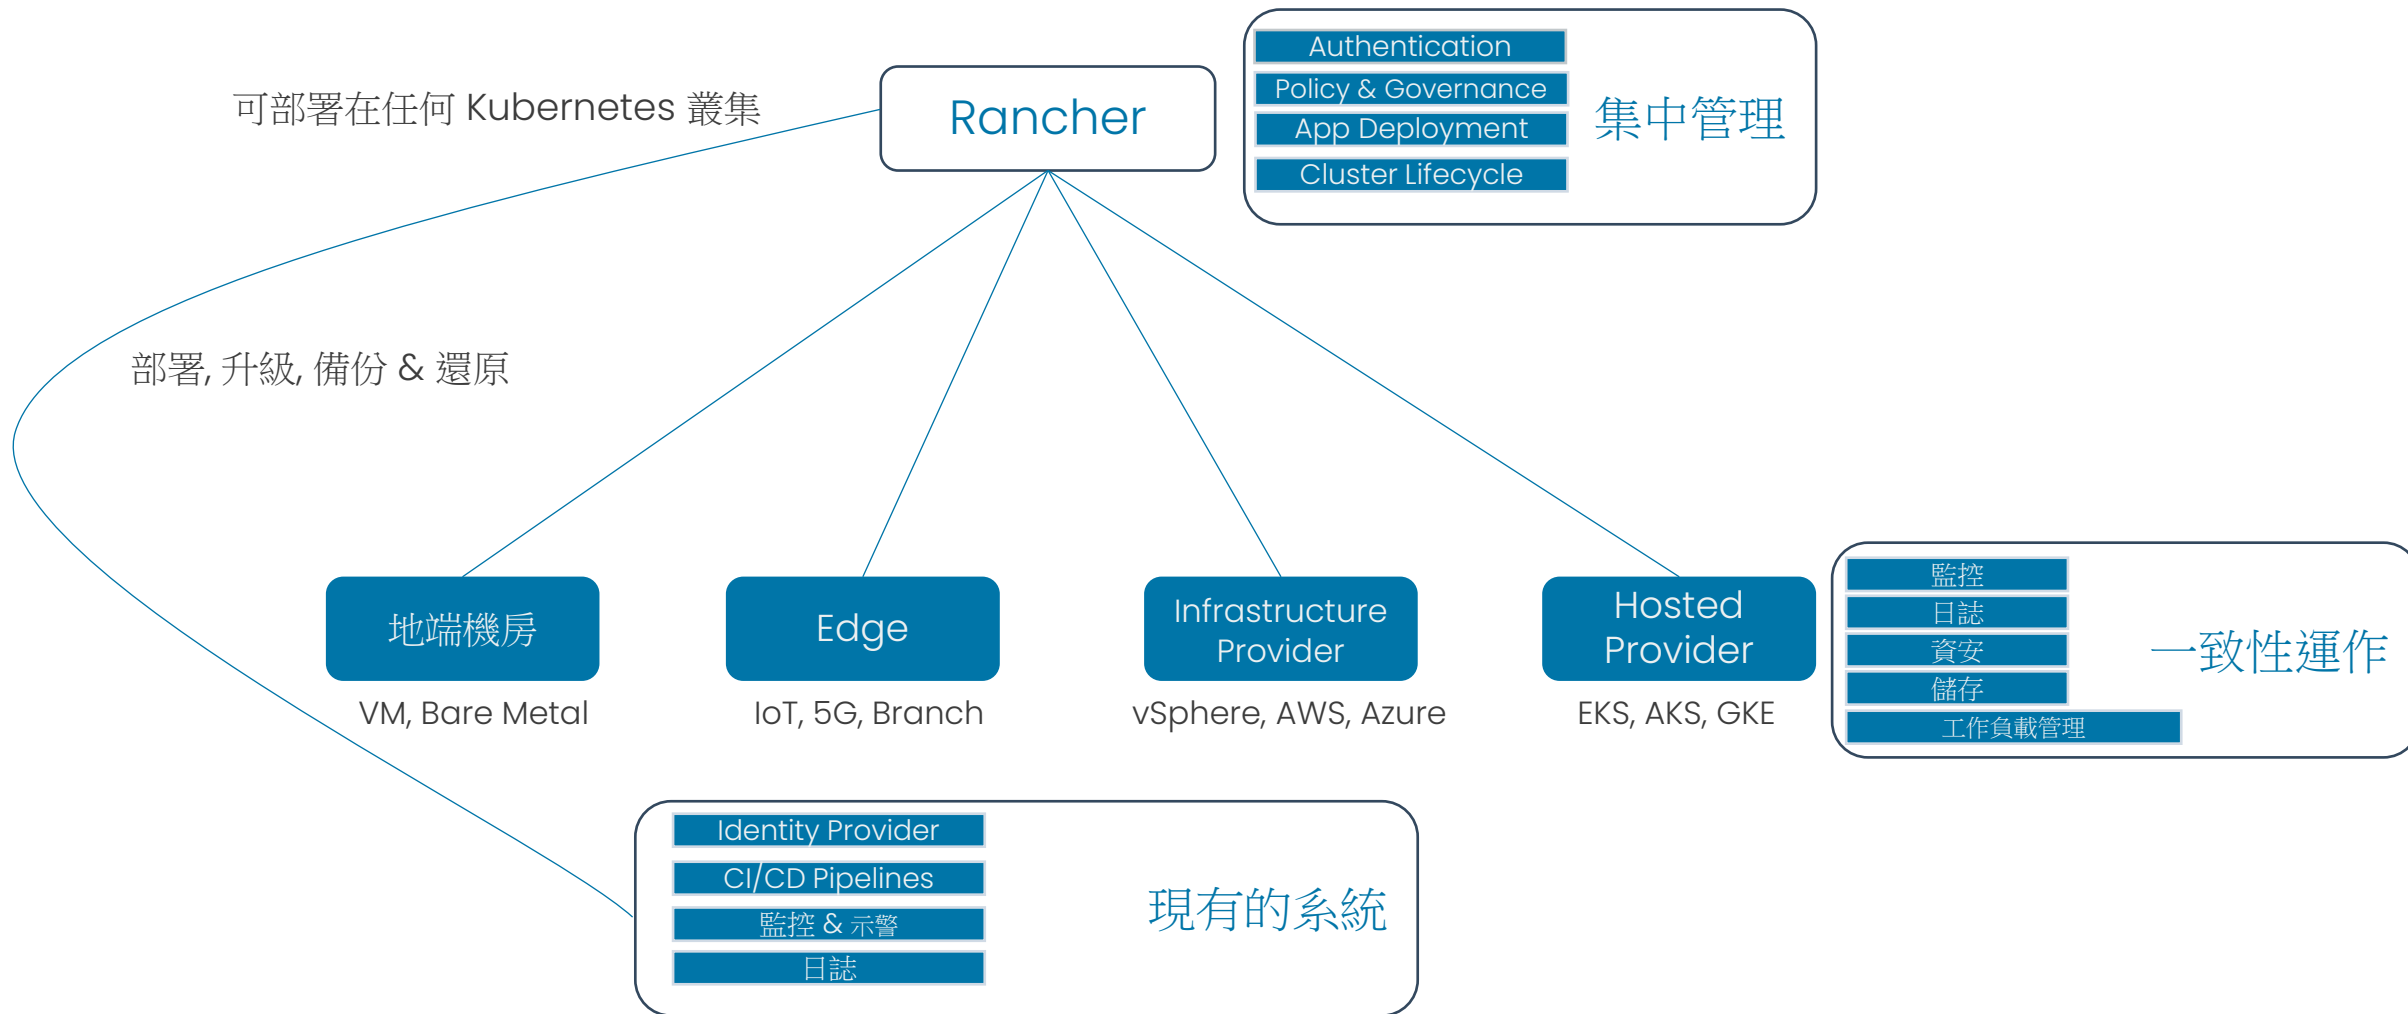 可部署在任何 Kubernetes 叢集
Rancher
Authentication
Policy & Governance
App Deployment
Cluster Lifecycle
集中管理
部署, 升級, 備份 & 還原
地端機房
VM, Bare Metal
Edge
IoT, 5G, Branch
Infrastructure
Provider
vSphere, AWS, Azure
Hosted
Provider
EKS, AKS, GKE
監控
日誌
資安
儲存
工作負載管理
一致性運作
Identity Provider
CI/CD Pipelines
監控 & 示警
日誌
現有的系統